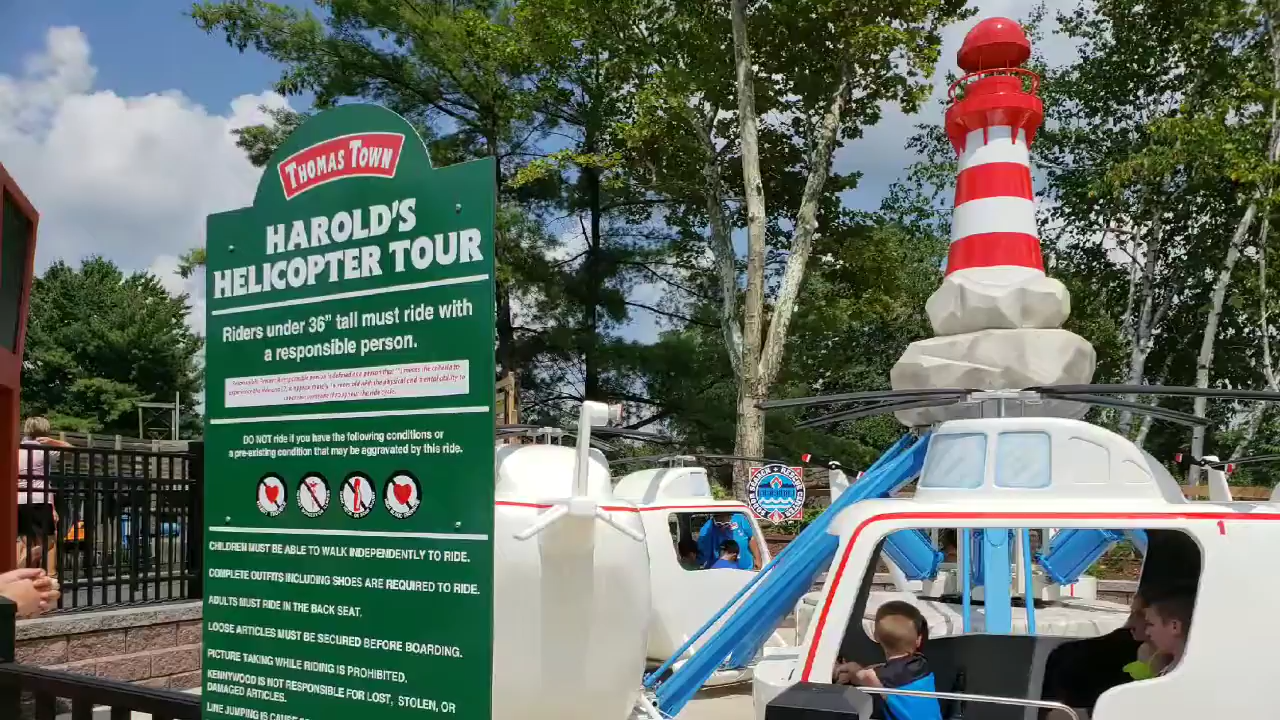 THOMAS TOWN
HAROLD'S
HELICOPTER TOUR
Riders under 36" tall must ride with
a responsible person.
DO NOT ride if you have the following conditions or
a pre-existing condition that may be aggravated by this ride.
CHILDREN MUST BE ABLE TO WALK INDEPENDENTLY TO RIDE.
COMPLETE OUTFITS INCLUDING SHOES ARE REQUIRED TO RIDE.
ADULTS MUST RIDE IN THE BACK SEAT.
LOOSE ARTICLES MUST BE SECURED BEFORE BOARDING.
PICTURE TAKING WHILE RIDING IS PROHIBITED.
KENNYWOOD IS NOT RESPONSIBLE FOR LOST, STOLEN, OR
DAMAGED ARTICLES.
LINE JUMPING IS
1